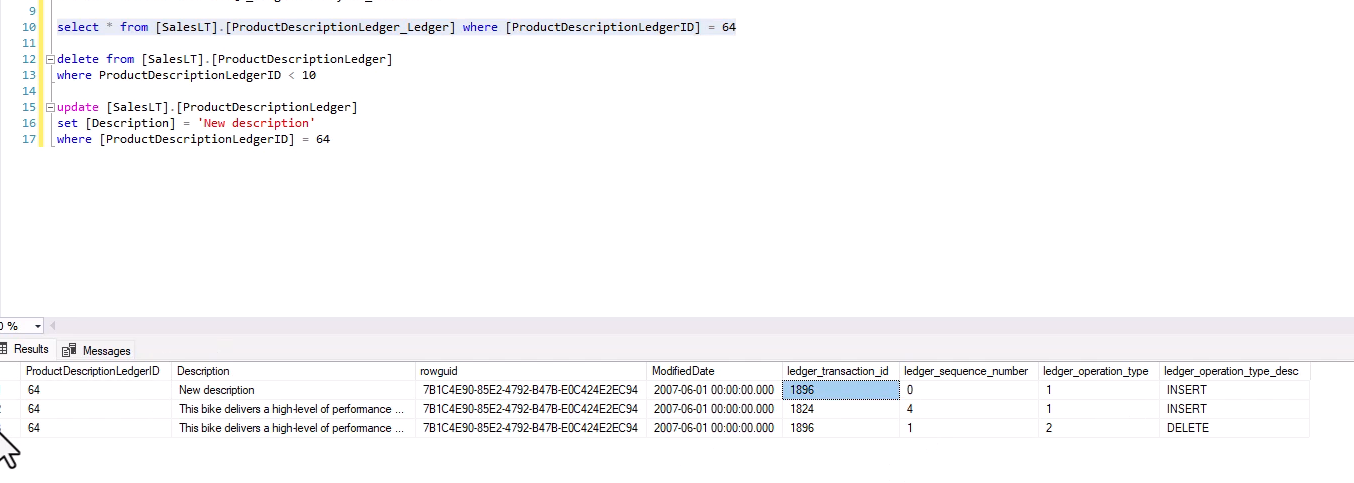 9
10 select * from [SalesLT].[ProductDescriptionLedger_Ledger] where [ProductDescriptionLedgerID] = 64
11
12 delete from [SalesLT].[ProductDescriptionLedger]
13 where ProductDescriptionLedgerID < 10
14
15 update [SalesLT].[ProductDescriptionLedger]
16 set [Description] = 'New description'
17 where [ProductDescriptionLedgerID] = 64
0 %
Results Messages
ProductDescriptionLedgerID Description rowguid ModifiedDate ledger_transaction_id ledger_sequence_number ledger_operation_type ledger_operation_type_desc
64 New description 7B1C4E90-85E2-4792-B47B-E0C424E2EC94 2007-06-01 00:00:00.000 1896 0 1 INSERT
64 This bike delivers a high-level of performance ... 7B1C4E90-85E2-4792-B47B-E0C424E2EC94 2007-06-01 00:00:00.000 1824 4 1 INSERT
64 This bike delivers a high-level of performance ... 7B1C4E90-85E2-4792-B47B-E0C424E2EC94 2007-06-01 00:00:00.000 1896 1 2 DELETE